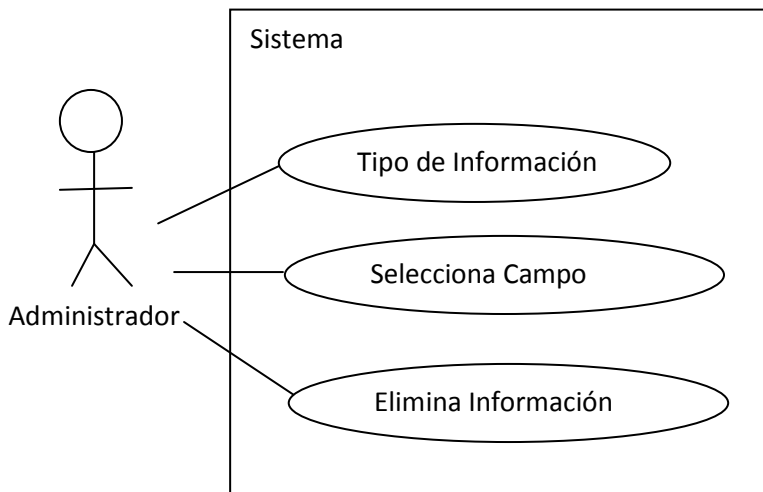 Sistema
Tipo de Información
Selecciona Campo
Administrador
Elimina Información